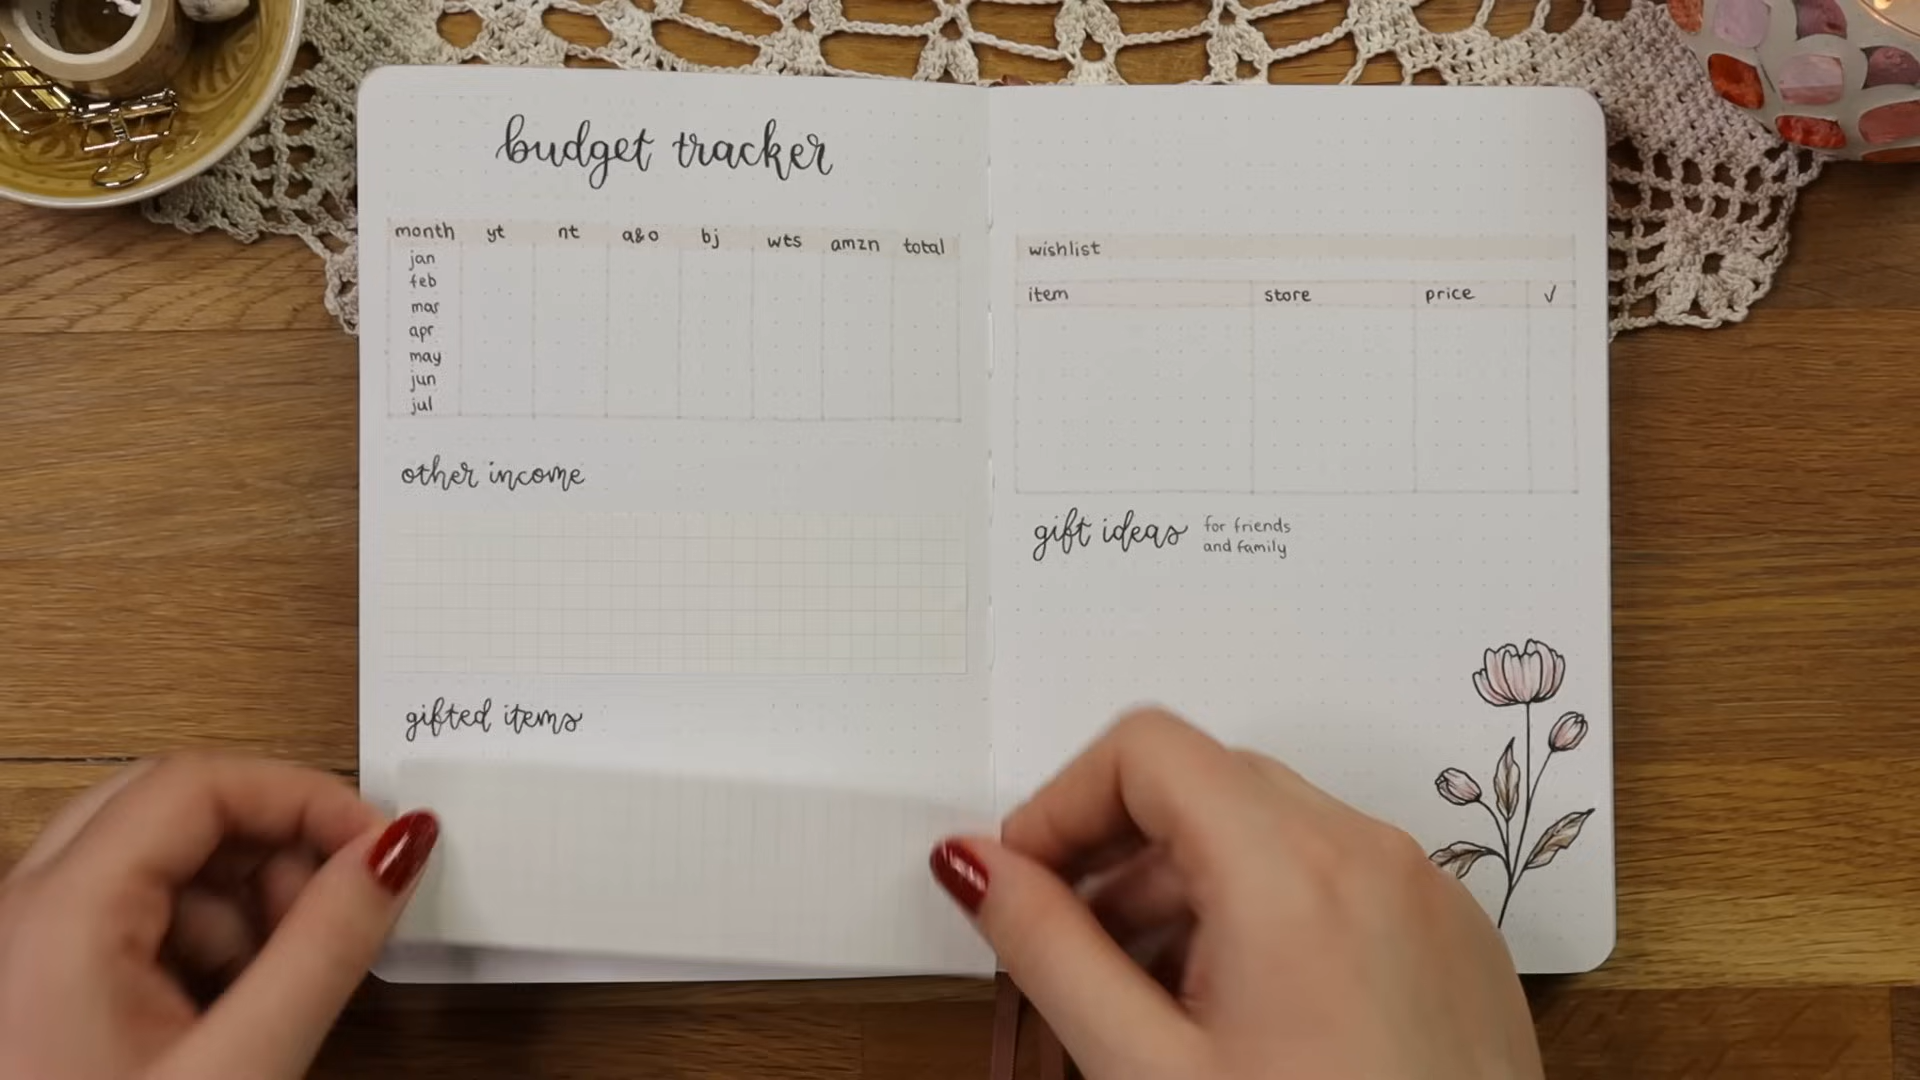 budget tracker
month yt nt a&o bj wts amzn total
jan
feb
mar
apr
may
jun
jul
other income
gifted items
wishlist
item store price ✓
gift ideas for friends
and family